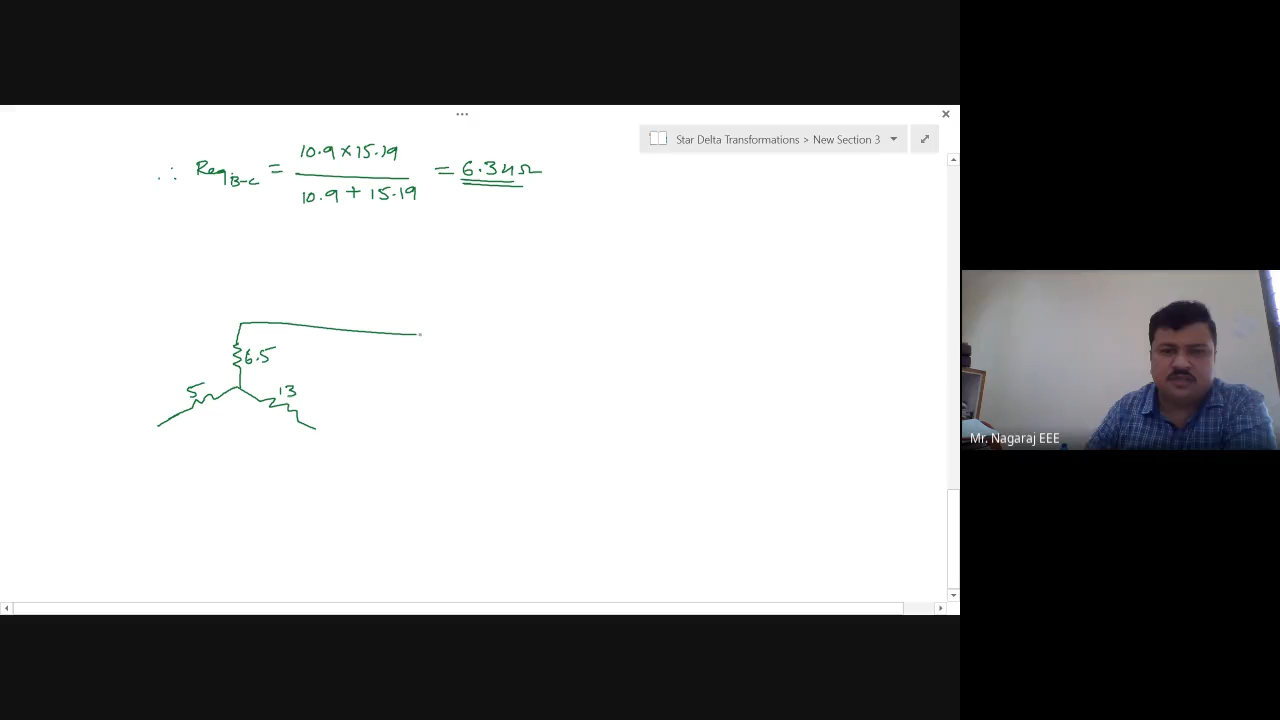 Star Delta Transformations > New Section 3
∴ Req B-C = 10.9 × 15.19 / 10.9 + 15.19 = 6.34Ω
6.5
5
13
Mr. Nagaraj EEE